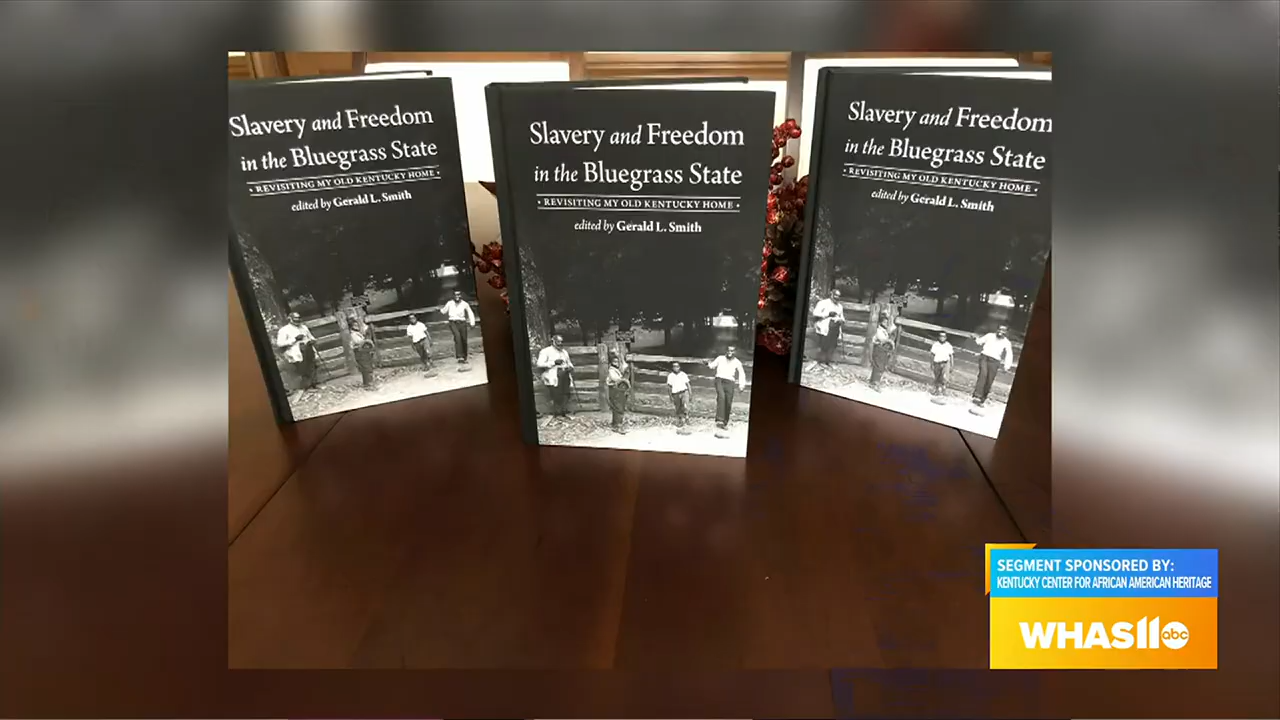 Slavery and Freedom
in the Bluegrass State
• REVISITING MY OLD KENTUCKY HOME •
edited by Gerald L. Smith
Slavery and Freedom
in the Bluegrass State
• REVISITING MY OLD KENTUCKY HOME •
edited by Gerald L. Smith
Slavery and Freedom
in the Bluegrass State
• REVISITING MY OLD KENTUCKY HOME •
edited by Gerald L. Smith
SEGMENT SPONSORED BY:
KENTUCKY CENTER FOR AFRICAN AMERICAN HERITAGE
WHAS11 abc